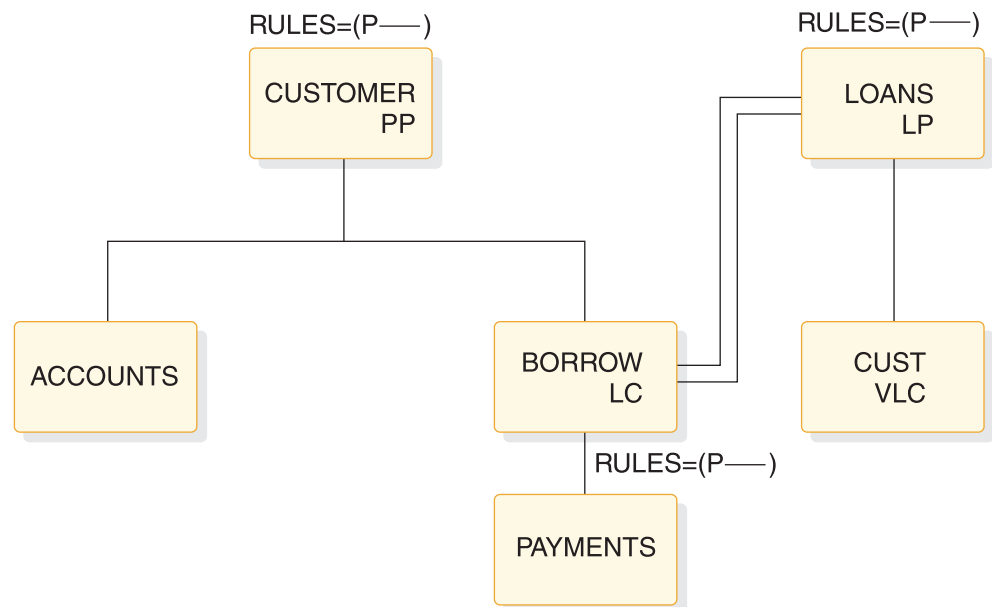 RULES=(P——)
RULES=(P——)
CUSTOMER
PP
LOANS
LP
ACCOUNTS
BORROW
LC
CUST
VLC
RULES=(P——)
PAYMENTS